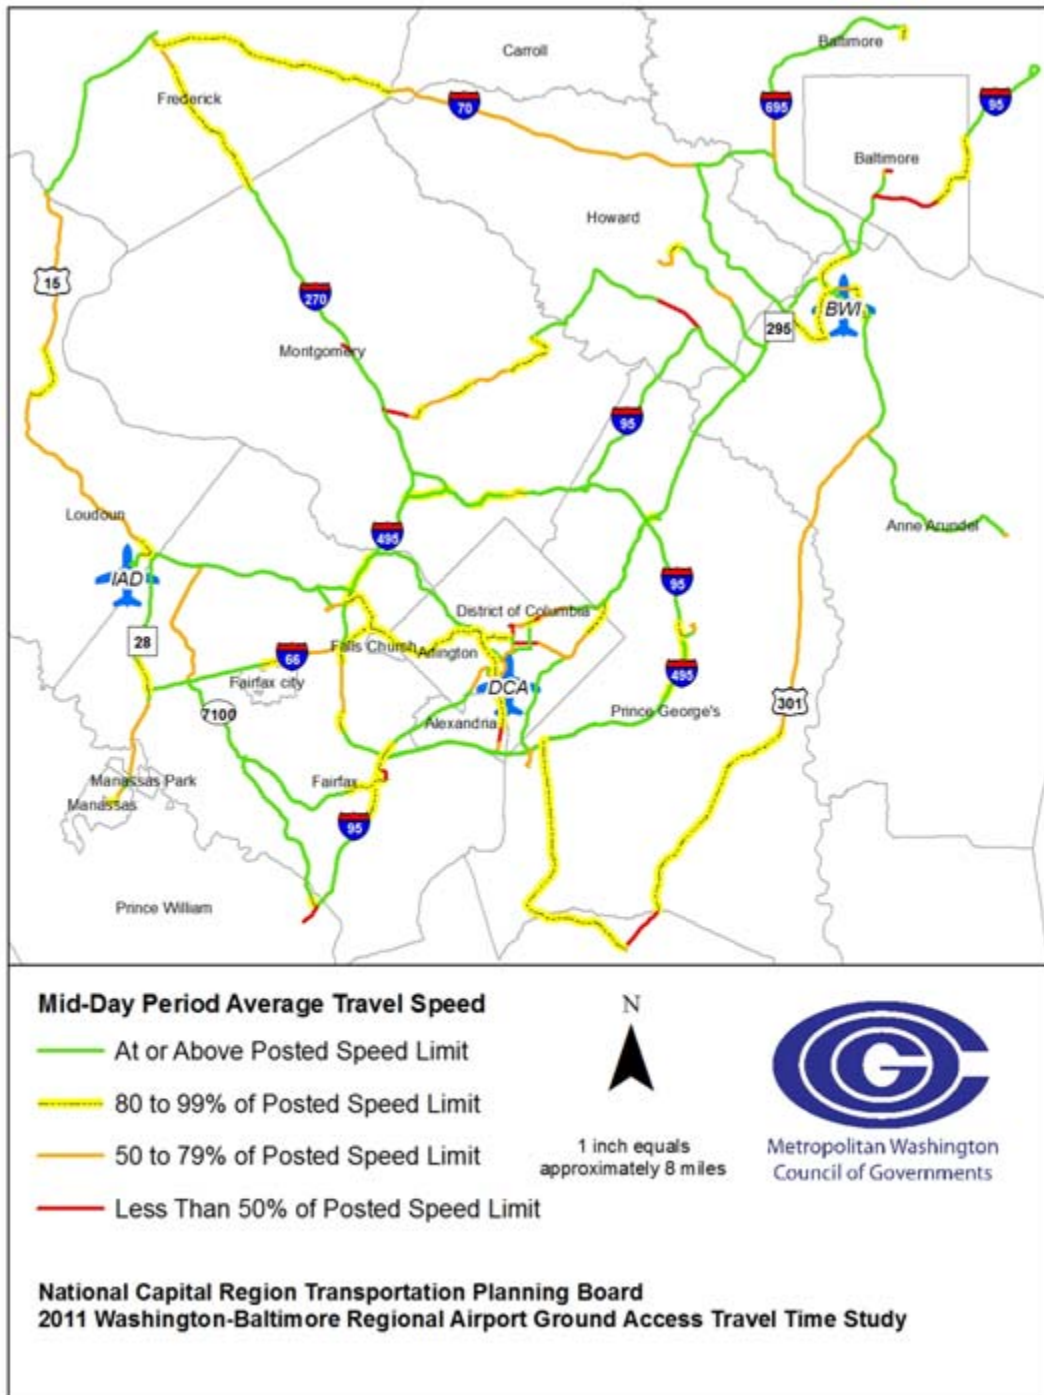 Carroll
Baltimore
Frederick
70
695
95
Baltimore
Howard
15
270
BWI
295
Montgomery
95
Loudoun
495
Anne Arundel
IAD
95
District of Columbia
28
Falls Church
Arlington
66
Fairfax city
DCA
495
7100
Alexandria
Prince George's
301
Manassas Park
Fairfax
Manassas
95
Prince William
Mid-Day Period Average Travel Speed
At or Above Posted Speed Limit
80 to 99% of Posted Speed Limit
50 to 79% of Posted Speed Limit
Less Than 50% of Posted Speed Limit
N
1 inch equals
approximately 8 miles
COG
Metropolitan Washington
Council of Governments
National Capital Region Transportation Planning Board
2011 Washington-Baltimore Regional Airport Ground Access Travel Time Study